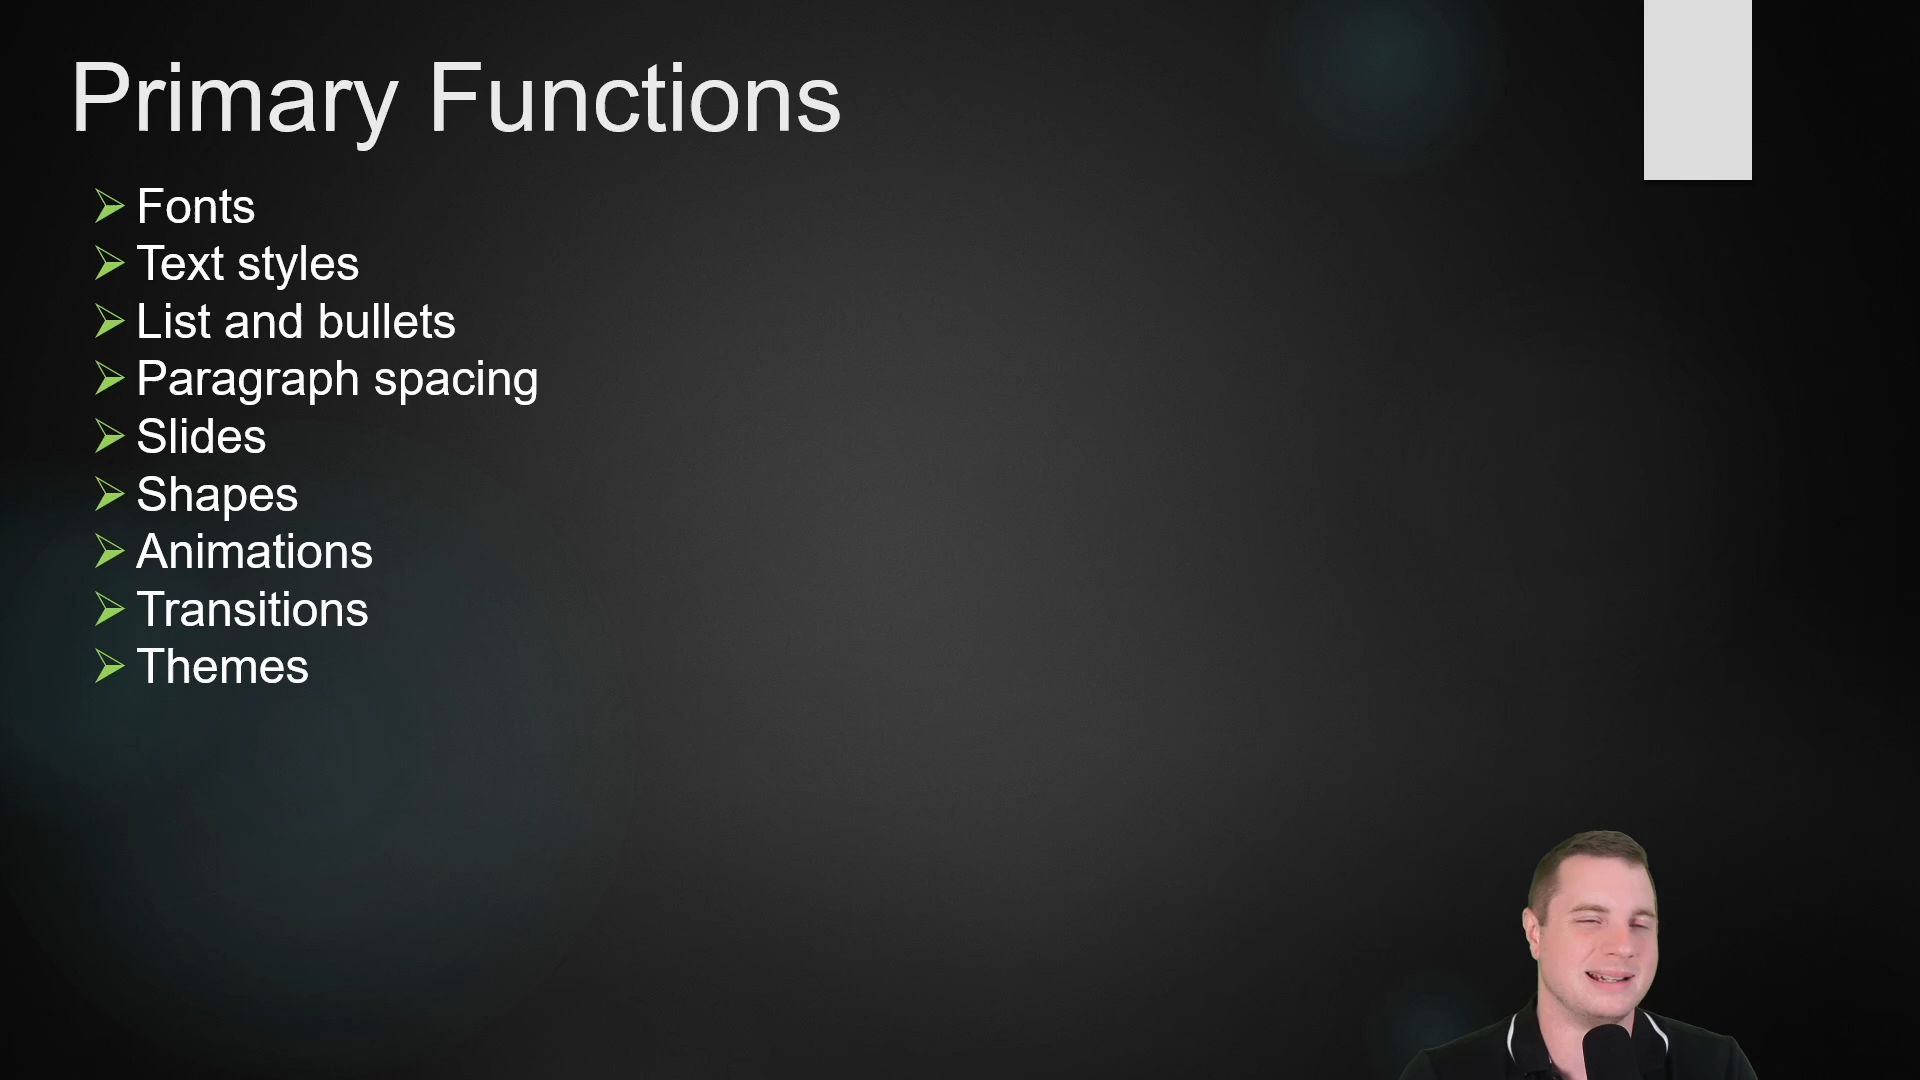 Primary Functions
Fonts
Text styles
List and bullets
Paragraph spacing
Slides
Shapes
Animations
Transitions
Themes